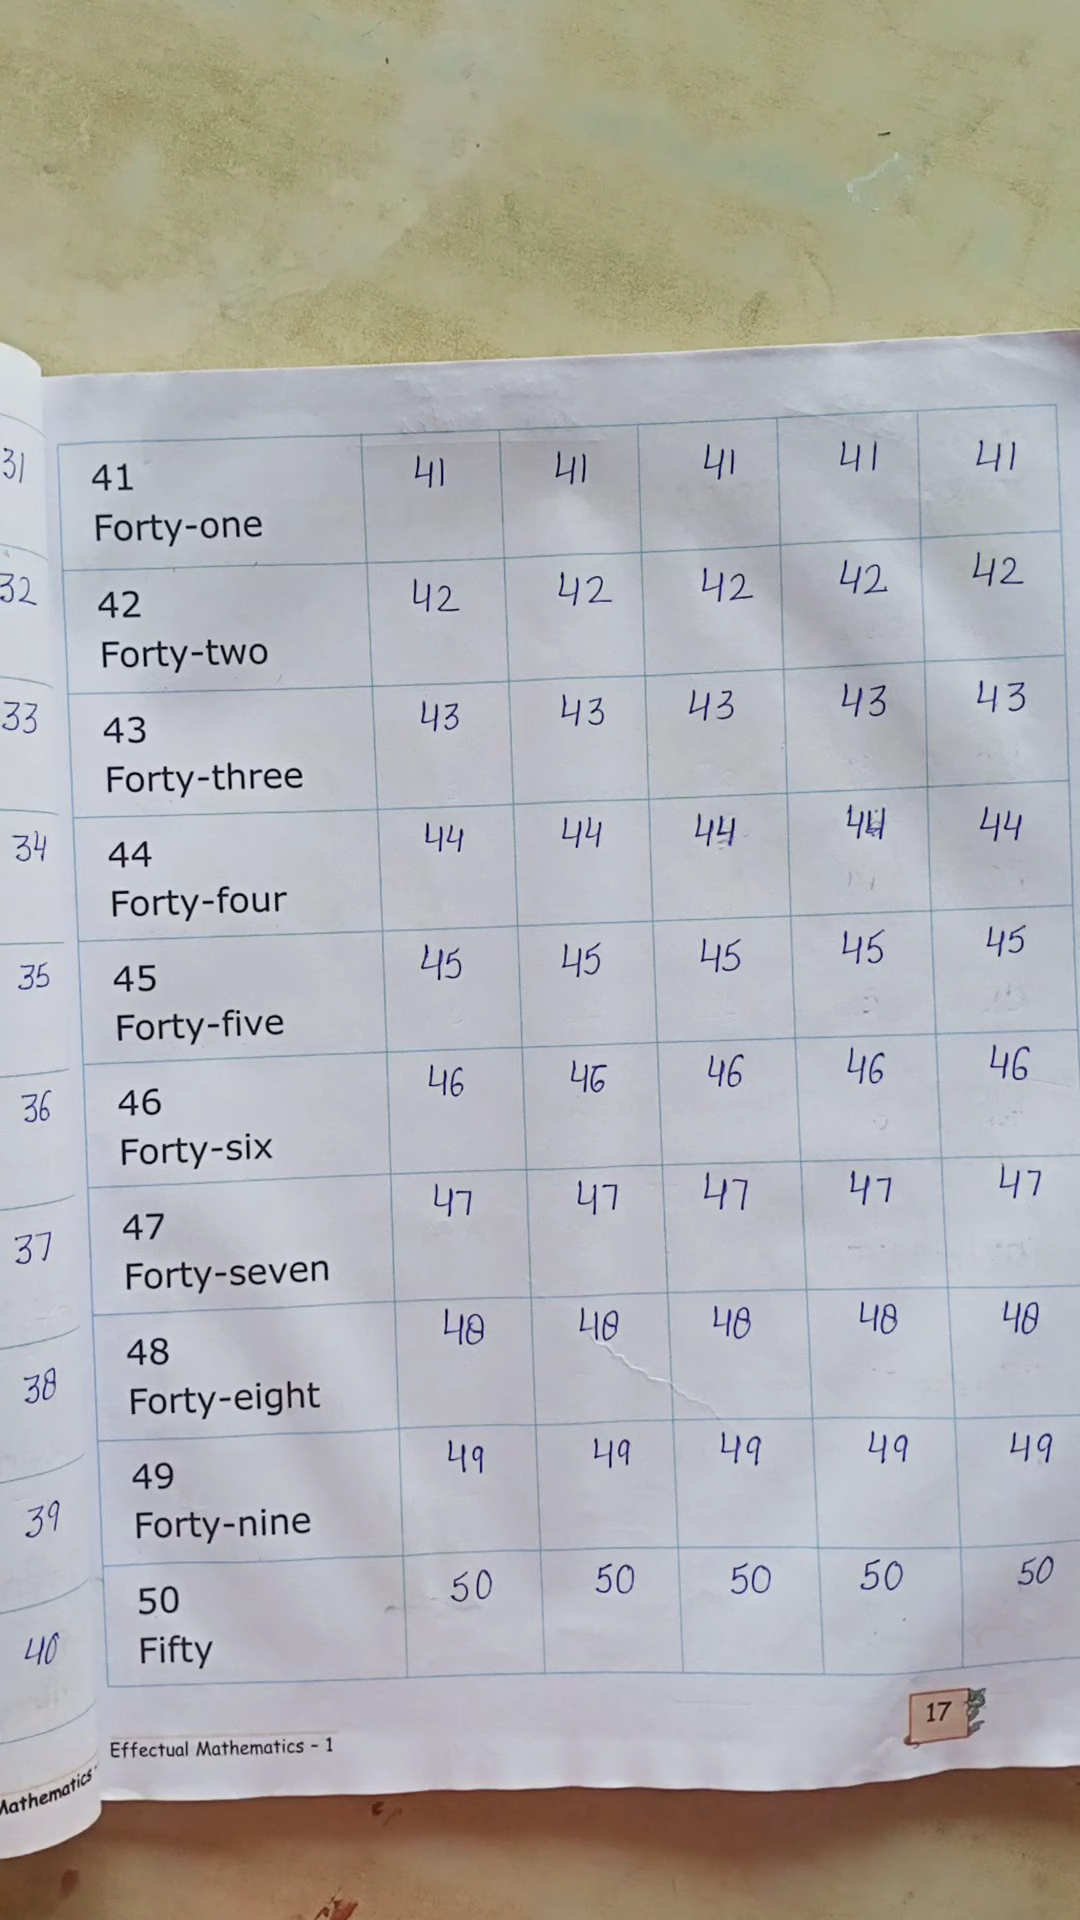 31
32
33
34
35
36
37
38
39
40
Mathematics
41 41 41 41 41 41
Forty-one
42 42 42 42 42 42
Forty-two
43 43 43 43 43 43
Forty-three
44 44 44 44 44 44
Forty-four
45 45 45 45 45 45
Forty-five
46 46 46 46 46 46
Forty-six
47 47 47 47 47 47
Forty-seven
48 48 48 48 48 48
Forty-eight
49 49 49 49 49 49
Forty-nine
50 50 50 50 50 50
Fifty
Effectual Mathematics - 1
17